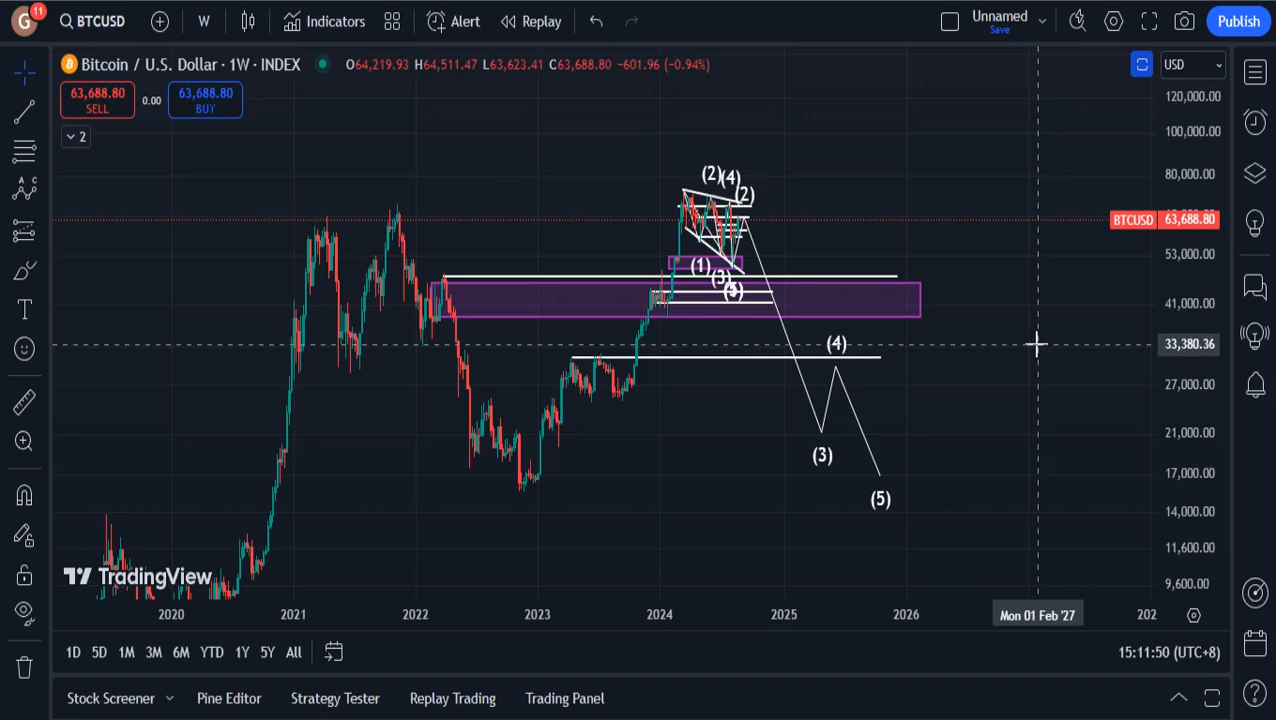 G 11 BTCUSD W Indicators Alert Replay Unnamed Save Publish
Bitcoin / U.S. Dollar · 1W · INDEX O64,219.93 H64,511.47 L63,623.41 C63,688.80 -601.96 (-0.94%) USD
63,688.80 SELL 0.00 63,688.80 BUY
2
120,000.00
100,000.00
80,000.00
BTCUSD 63,688.80
53,000.00
41,000.00
33,380.36
27,000.00
21,000.00
17,000.00
14,000.00
11,600.00
9,600.00
(2) (4)
(2)
(1)
(3)
(4)
(3)
(5)
TradingView
2020 2021 2022 2023 2024 2025 2026 Mon 01 Feb '27 202
1D 5D 1M 3M 6M YTD 1Y 5Y All 15:11:50 (UTC+8)
Stock Screener Pine Editor Strategy Tester Replay Trading Trading Panel